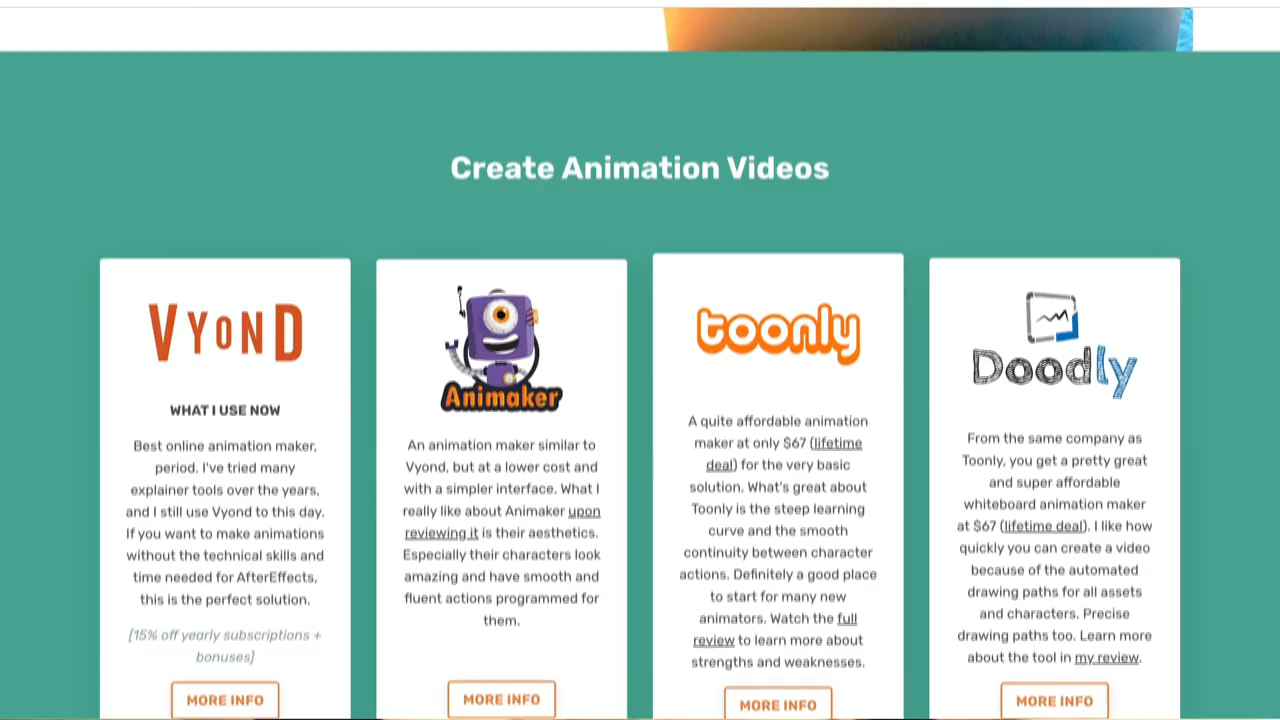 Create Animation Videos
VYOND
WHAT I USE NOW
Best online animation maker,
period. I've tried many
explainer tools over the years,
and I still use Vyond to this day.
If you want to make animations
without the technical skills and
time needed for AfterEffects,
this is the perfect solution.
[15% off yearly subscriptions +
bonuses]
MORE INFO
Animaker
An animation maker similar to
Vyond, but at a lower cost and
with a simpler interface. What I
really like about Animaker upon
reviewing it is their aesthetics.
Especially their characters look
amazing and have smooth and
fluent actions programmed for
them.
MORE INFO
toonly
A quite affordable animation
maker at only $67 (lifetime
deal) for the very basic
solution. What's great about
Toonly is the steep learning
curve and the smooth
continuity between character
actions. Definitely a good place
to start for many new
animators. Watch the full
review to learn more about
strengths and weaknesses.
MORE INFO
Doodly
From the same company as
Toonly, you get a pretty great
and super affordable
whiteboard animation maker
at $67 (lifetime deal). I like how
quickly you can create a video
because of the automated
drawing paths for all assets
and characters. Precise
drawing paths too. Learn more
about the tool in my review.
MORE INFO